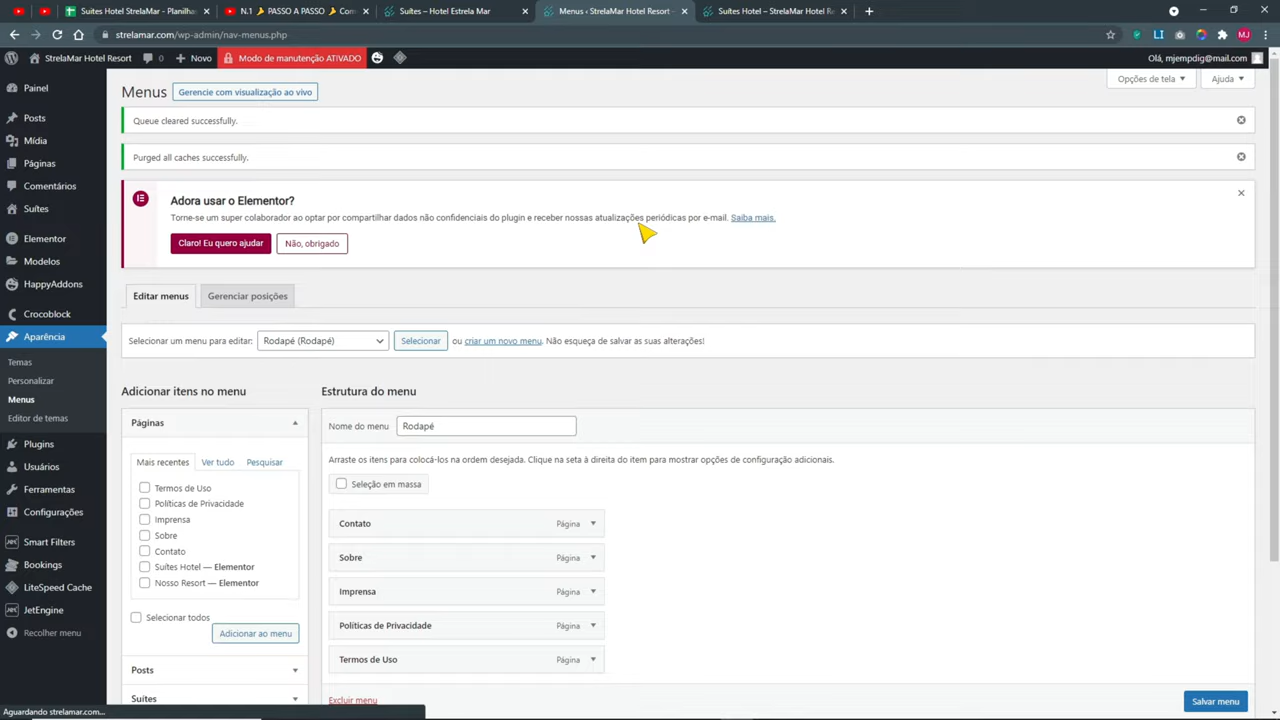 Suítes Hotel StrelaMar - Planilha
N.1 PASSO A PASSO Com
Suítes – Hotel Estrela Mar
Menus ‹ StrelaMar Hotel Resort —
Suítes Hotel – StrelaMar Hotel Re
strelamar.com/wp-admin/nav-menus.php
MJ
StrelaMar Hotel Resort
0
Novo
Modo de manutenção ATIVADO
Olá, mjempdig@mail.com
Painel
Posts
Mídia
Páginas
Comentários
Suítes
Elementor
Modelos
HappyAddons
Crocoblock
Aparência
Temas
Personalizar
Menus
Editor de temas
Plugins
Usuários
Ferramentas
Configurações
Smart Filters
Bookings
LiteSpeed Cache
JetEngine
Recolher menu
Menus
Gerencie com visualização ao vivo
Opções de tela
Ajuda
Queue cleared successfully.
Purged all caches successfully.
Adora usar o Elementor?
Torne-se um super colaborador ao optar por compartilhar dados não confidenciais do plugin e receber nossas atualizações periódicas por e-mail. Saiba mais.
Claro! Eu quero ajudar
Não, obrigado
Editar menus
Gerenciar posições
Selecionar um menu para editar: Rodapé (Rodapé) Selecionar ou criar um novo menu. Não esqueça de salvar as suas alterações!
Adicionar itens no menu
Páginas
Mais recentes
Ver tudo
Pesquisar
Termos de Uso
Políticas de Privacidade
Imprensa
Sobre
Contato
Suítes Hotel — Elementor
Nosso Resort — Elementor
Selecionar todos
Adicionar ao menu
Posts
Suítes
Estrutura do menu
Nome do menu Rodapé
Arraste os itens para colocá-los na ordem desejada. Clique na seta à direita do item para mostrar opções de configuração adicionais.
Seleção em massa
Contato Página
Sobre Página
Imprensa Página
Políticas de Privacidade Página
Termos de Uso Página
Excluir menu
Salvar menu
Aguardando strelamar.com...